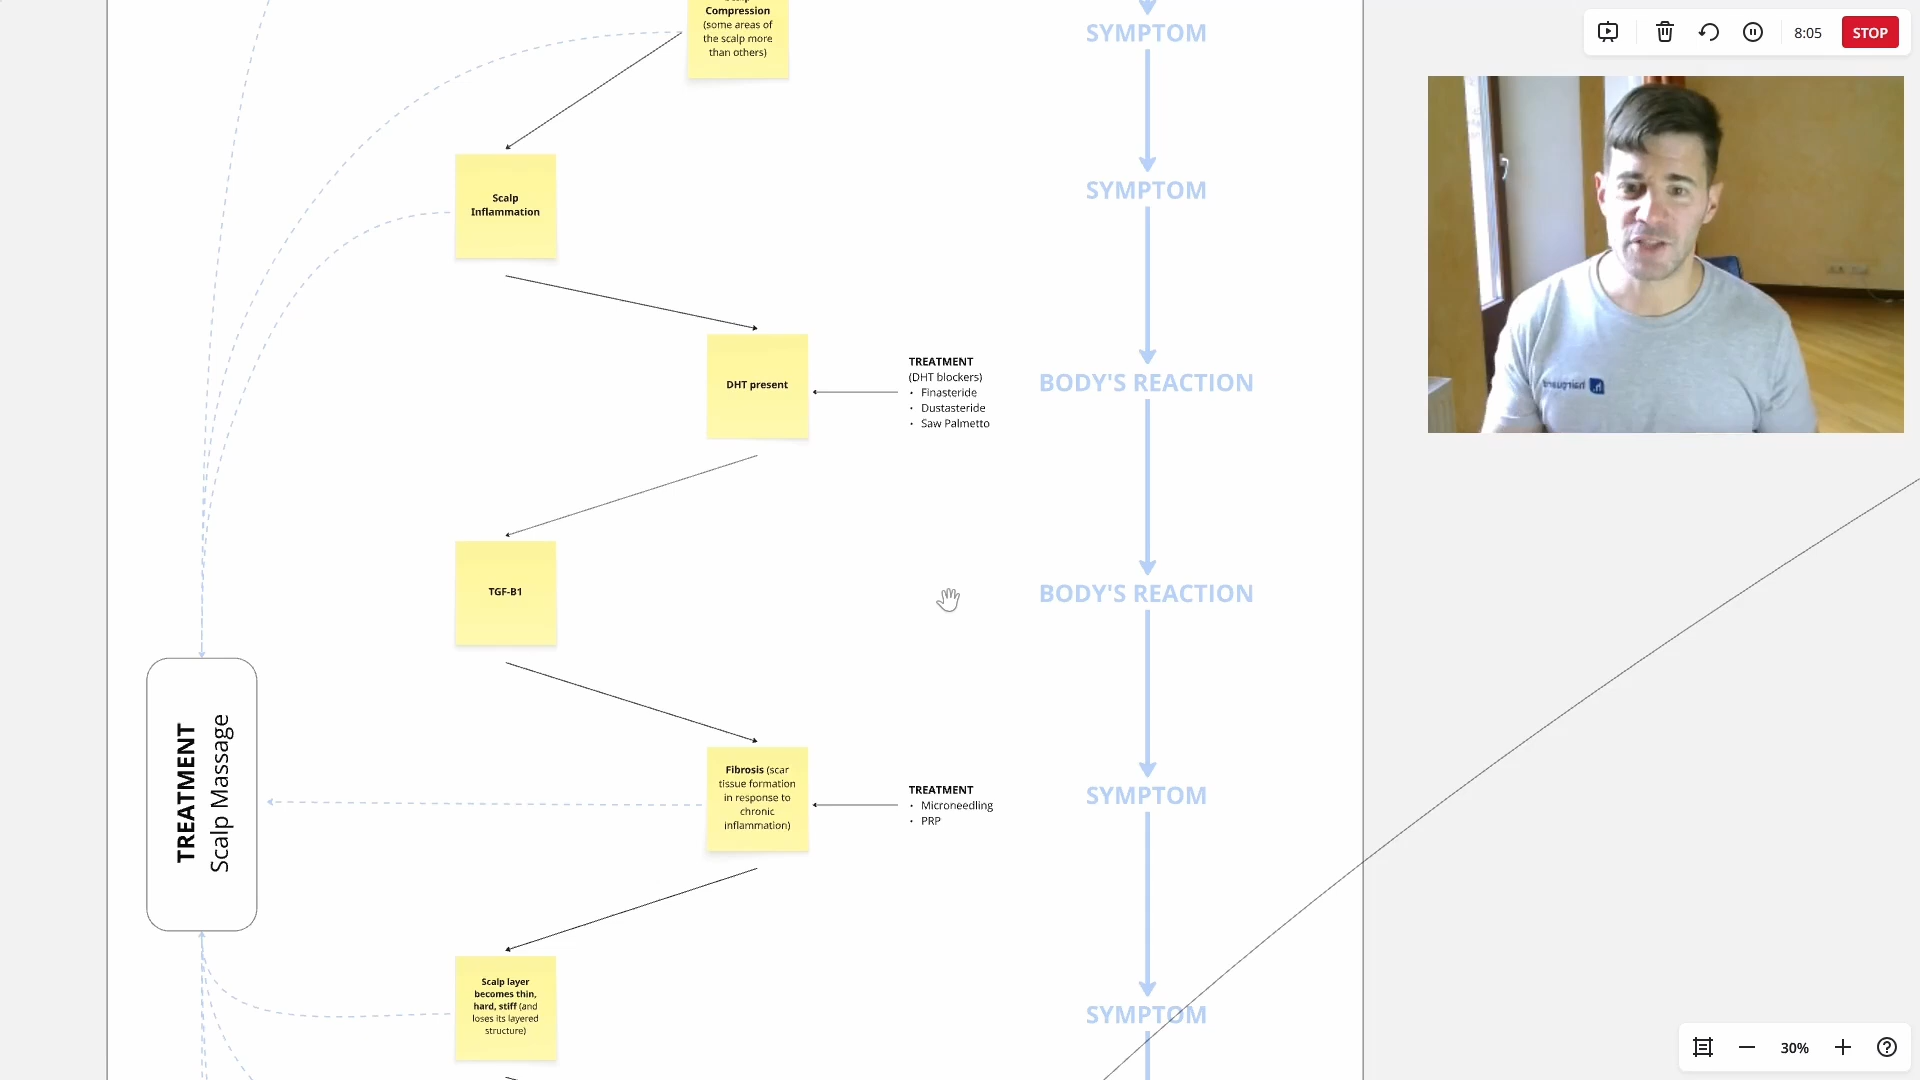 Compression
(some areas of
the scalp more
than others)
SYMPTOM
8:05
STOP
Scalp
Inflammation
SYMPTOM
DHT present
TREATMENT
(DHT blockers)
• Finasteride
• Dustasteride
• Saw Palmetto
BODY'S REACTION
TGF-B1
BODY'S REACTION
TREATMENT
Scalp Massage
Fibrosis (scar
tissue formation
in response to
chronic
inflammation)
TREATMENT
• Microneedling
• PRP
SYMPTOM
Scalp layer
becomes thin,
hard, stiff (and
loses its layered
structure)
SYMPTOM
30%